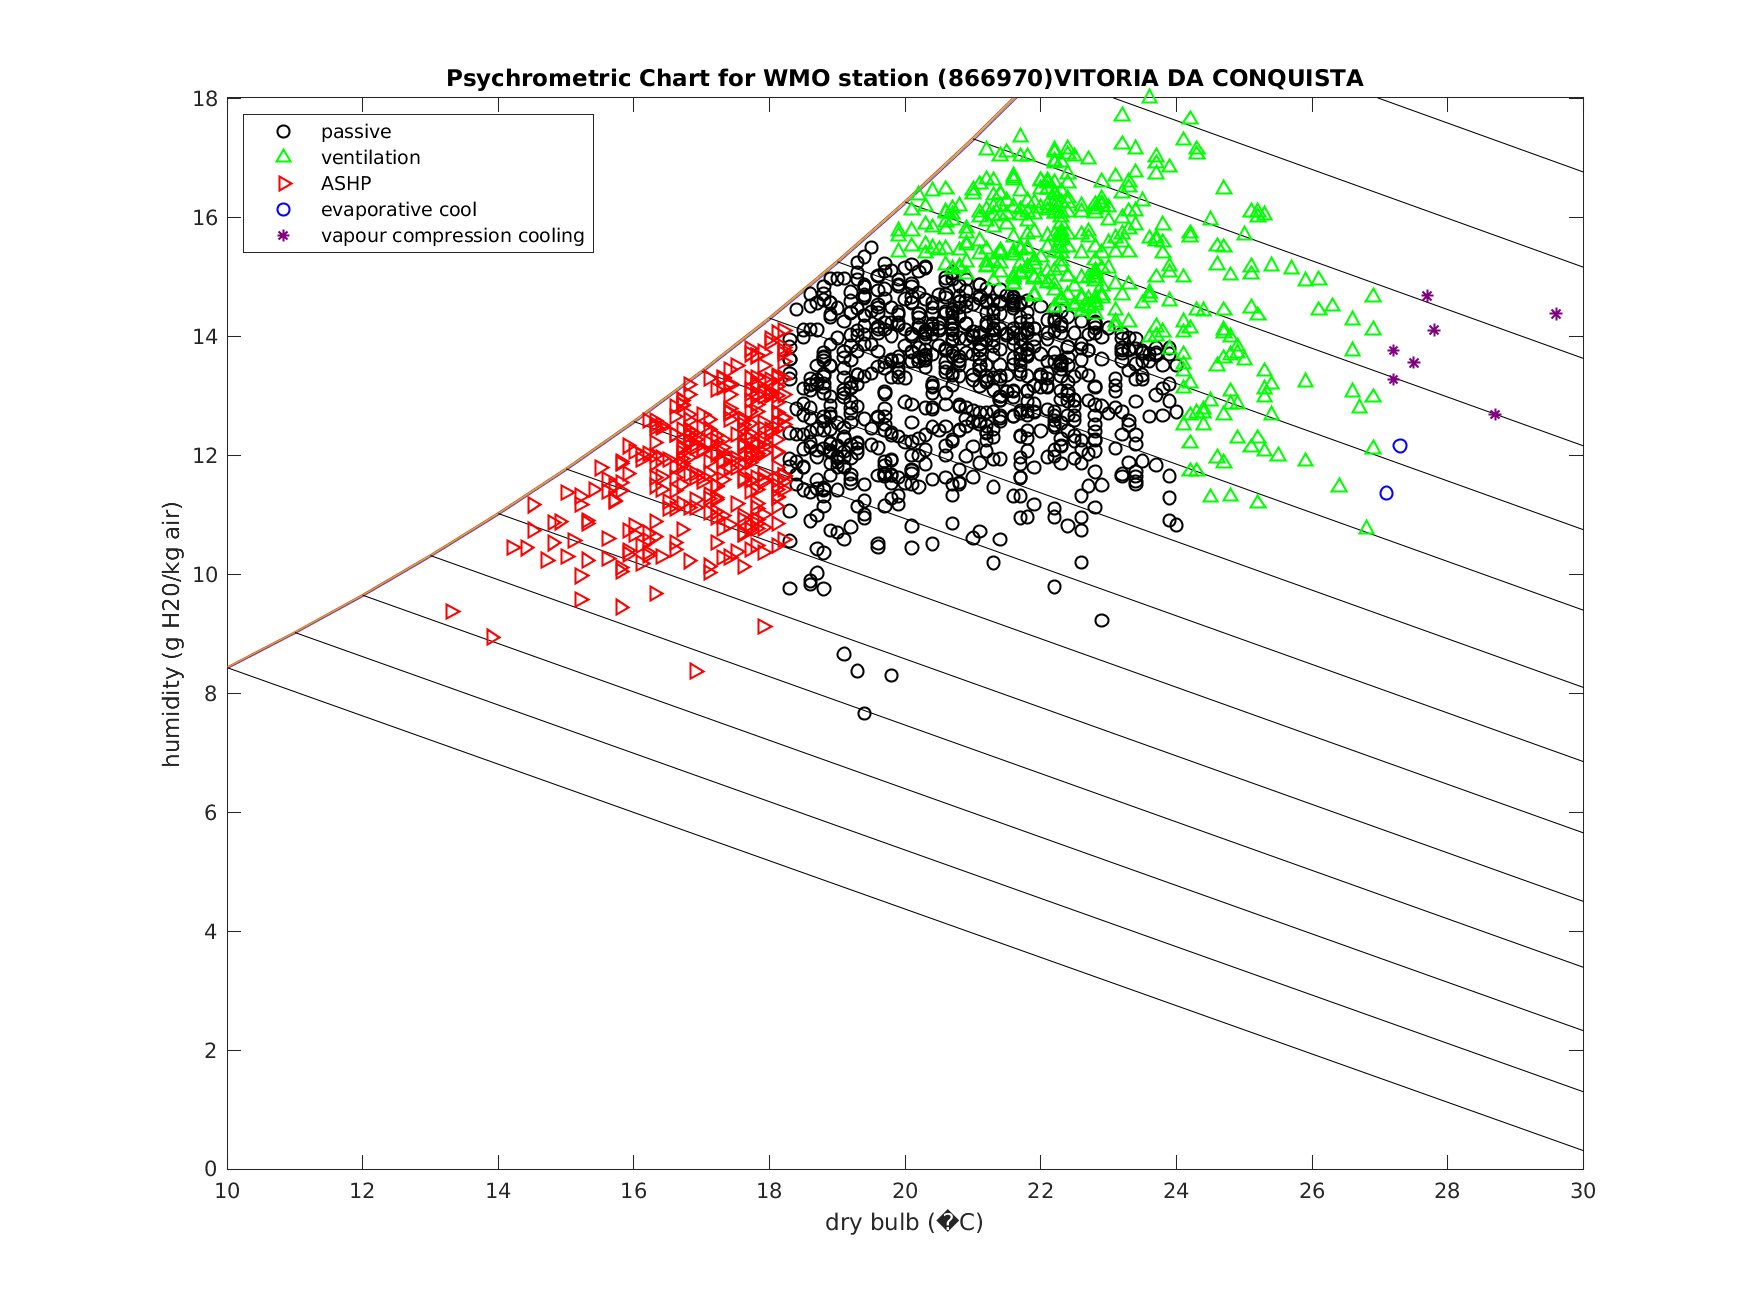 Psychrometric Chart for WMO station (866970)VITORIA DA CONQUISTA
passive
ventilation
ASHP
evaporative cool
vapour compression cooling
humidity (g H20/kg air)
18
16
14
12
10
8
6
4
2
0
10 12 14 16 18 20 22 24 26 28 30
dry bulb (�C)